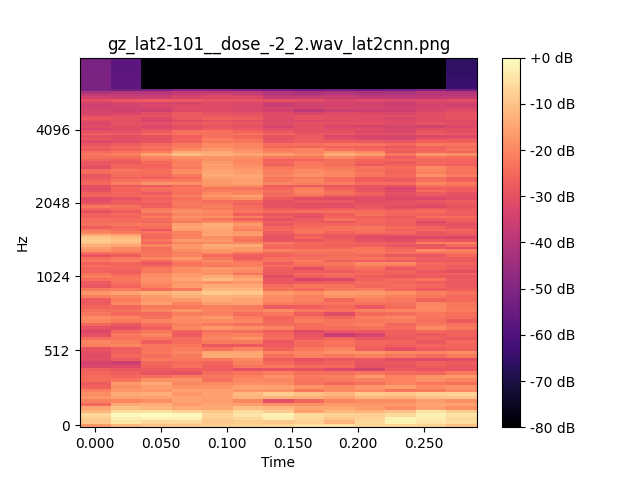 gz_lat2-101__dose_-2_2.wav_lat2cnn.png
+0 dB
-10 dB
-20 dB
-30 dB
-40 dB
-50 dB
-60 dB
-70 dB
-80 dB
4096
2048
1024
512
0
Hz
0.000 0.050 0.100 0.150 0.200 0.250
Time